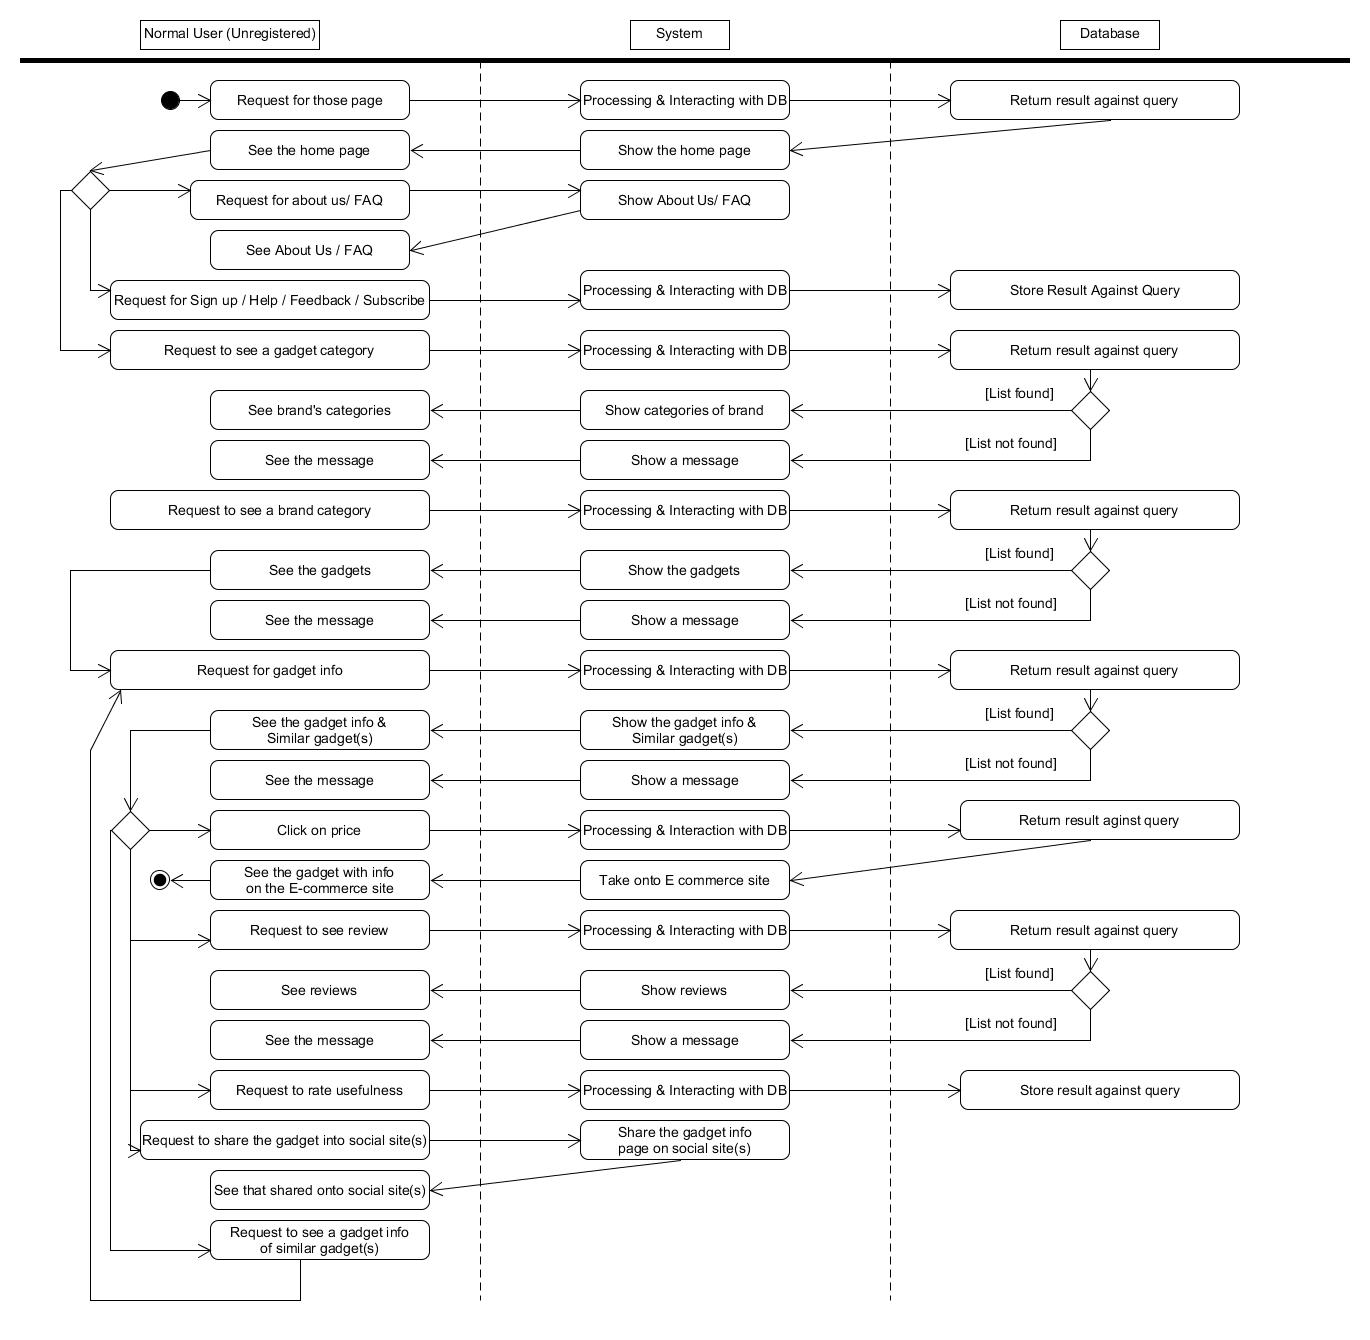 Normal User (Unregistered)
System
Database
Request for those page
Processing & Interacting with DB
Return result against query
See the home page
Show the home page
Request for about us/ FAQ
Show About Us/ FAQ
See About Us / FAQ
Request for Sign up / Help / Feedback / Subscribe
Processing & Interacting with DB
Store Result Against Query
Request to see a gadget category
Processing & Interacting with DB
Return result against query
[List found]
See brand's categories
Show categories of brand
[List not found]
See the message
Show a message
Request to see a brand category
Processing & Interacting with DB
Return result against query
[List found]
See the gadgets
Show the gadgets
[List not found]
See the message
Show a message
Request for gadget info
Processing & Interacting with DB
Return result against query
[List found]
See the gadget info &
Similar gadget(s)
Show the gadget info &
Similar gadget(s)
[List not found]
See the message
Show a message
Click on price
Processing & Interaction with DB
Return result aginst query
See the gadget with info
on the E-commerce site
Take onto E commerce site
Request to see review
Processing & Interacting with DB
Return result against query
[List found]
See reviews
Show reviews
[List not found]
See the message
Show a message
Request to rate usefulness
Processing & Interacting with DB
Store result against query
Request to share the gadget into social site(s)
Share the gadget info
page on social site(s)
See that shared onto social site(s)
Request to see a gadget info
of similar gadget(s)